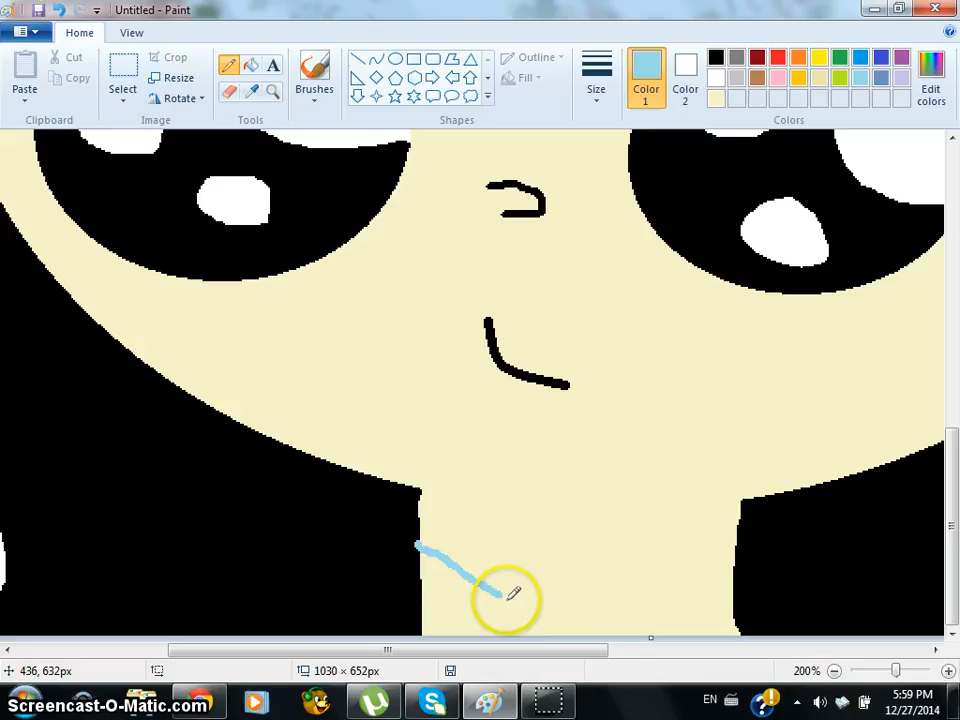 Untitled - Paint
Home View
Cut
Copy
Paste
Clipboard
Select
Crop
Resize
Rotate
Image
A
Tools
Brushes
Shapes
Outline
Fill
Size
Color 1
Color 2
Colors
Edit colors
436, 632px
1030 × 652px
200%
EN
5:59 PM
12/27/2014
Screencast-O-Matic.com